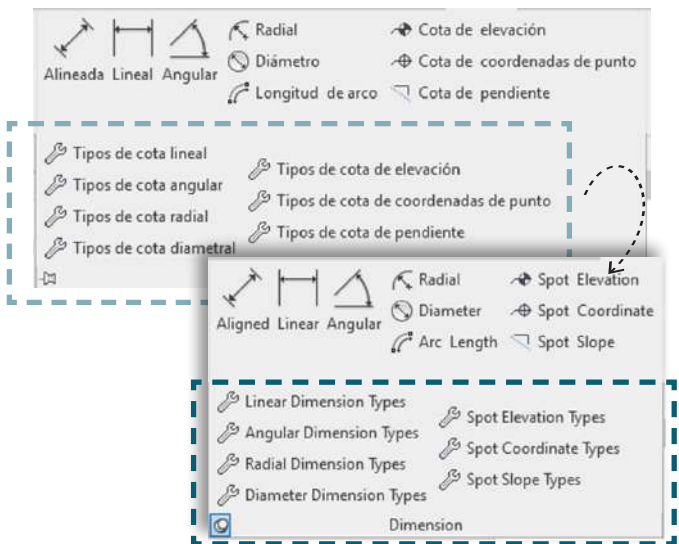 Alineada Lineal Angular
Radial
Diámetro
Longitud de arco
Cota de elevación
Cota de coordenadas de punto
Cota de pendiente
Tipos de cota lineal
Tipos de cota angular
Tipos de cota radial
Tipos de cota diametral
Tipos de cota de elevación
Tipos de cota de coordenadas de punto
Tipos de cota de pendiente
Aligned Linear Angular
Radial
Diameter
Arc Length
Spot Elevation
Spot Coordinate
Spot Slope
Linear Dimension Types
Angular Dimension Types
Radial Dimension Types
Diameter Dimension Types
Spot Elevation Types
Spot Coordinate Types
Spot Slope Types
Dimension